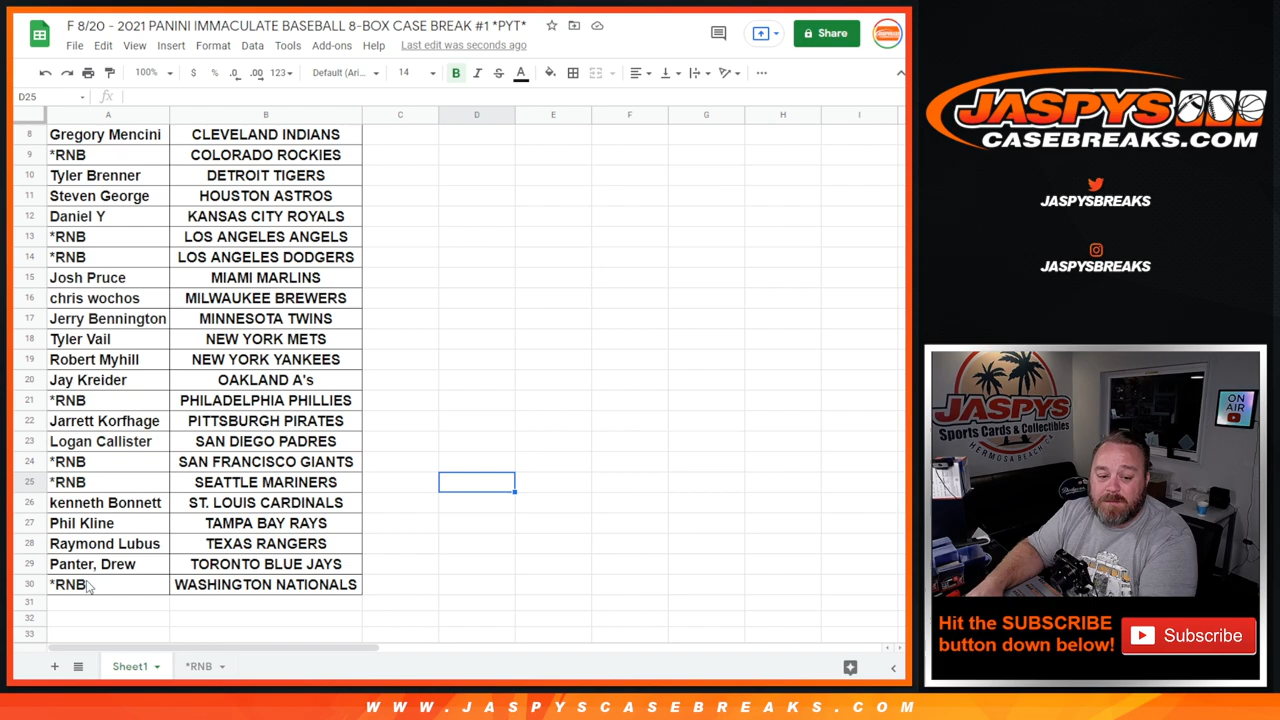 F 8/20 - 2021 PANINI IMMACULATE BASEBALL 8-BOX CASE BREAK #1 *PYT*
File Edit View Insert Format Data Tools Add-ons Help Last edit was seconds ago
Share
100% $ % .0 .00 123 Default (Ari... 14 B I S A
D25 fx
A B C D E F G H I
8 Gregory Mencini CLEVELAND INDIANS
9 *RNB COLORADO ROCKIES
10 Tyler Brenner DETROIT TIGERS
11 Steven George HOUSTON ASTROS
12 Daniel Y KANSAS CITY ROYALS
13 *RNB LOS ANGELES ANGELS
14 *RNB LOS ANGELES DODGERS
15 Josh Pruce MIAMI MARLINS
16 chris wochos MILWAUKEE BREWERS
17 Jerry Bennington MINNESOTA TWINS
18 Tyler Vail NEW YORK METS
19 Robert Myhill NEW YORK YANKEES
20 Jay Kreider OAKLAND A's
21 *RNB PHILADELPHIA PHILLIES
22 Jarrett Korfhage PITTSBURGH PIRATES
23 Logan Callister SAN DIEGO PADRES
24 *RNB SAN FRANCISCO GIANTS
25 *RNB SEATTLE MARINERS
26 kenneth Bonnett ST. LOUIS CARDINALS
27 Phil Kline TAMPA BAY RAYS
28 Raymond Lubus TEXAS RANGERS
29 Panter, Drew TORONTO BLUE JAYS
30 *RNB WASHINGTON NATIONALS
31
32
33
Sheet1 *RNB
JASPYS
CASEBREAKS.COM
JASPYSBREAKS
JASPYSBREAKS
JASPYS
Sports Cards & Collectibles
HERMOSA BEACH, CA
ON
AIR
Hit the SUBSCRIBE
button down below!
Subscribe
WWW.JASPYSCASEBREAKS.COM